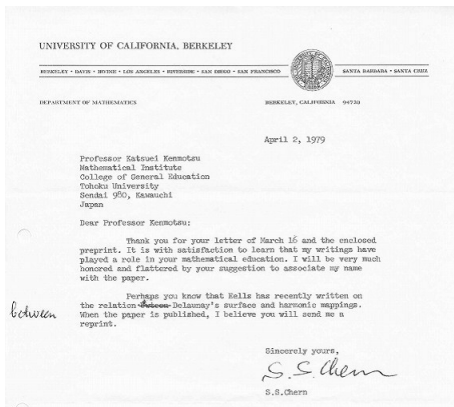 UNIVERSITY OF CALIFORNIA, BERKELEY
BERKELEY · DAVIS · IRVINE · LOS ANGELES · RIVERSIDE · SAN DIEGO · SAN FRANCISCO
SANTA BARBARA · SANTA CRUZ
DEPARTMENT OF MATHEMATICS
BERKELEY, CALIFORNIA 94720
April 2, 1979
Professor Katsuei Kenmotsu
Mathematical Institute
College of General Education
Tohoku University
Sendai 980, Kawauchi
Japan
Dear Professor Kenmotsu:
Thank you for your letter of March 16 and the enclosed
preprint. It is with satisfaction to learn that my writings have
played a role in your mathematical education. I will be very much
honored and flattered by your suggestion to associate my name
with the paper.
Perhaps you know that Eells has recently written on
the relation Delaunay's surface and harmonic mappings.
between
When the paper is published, I believe you will send me a
reprint.
Sincerely yours,
S. S. Chern
S.S.Chern